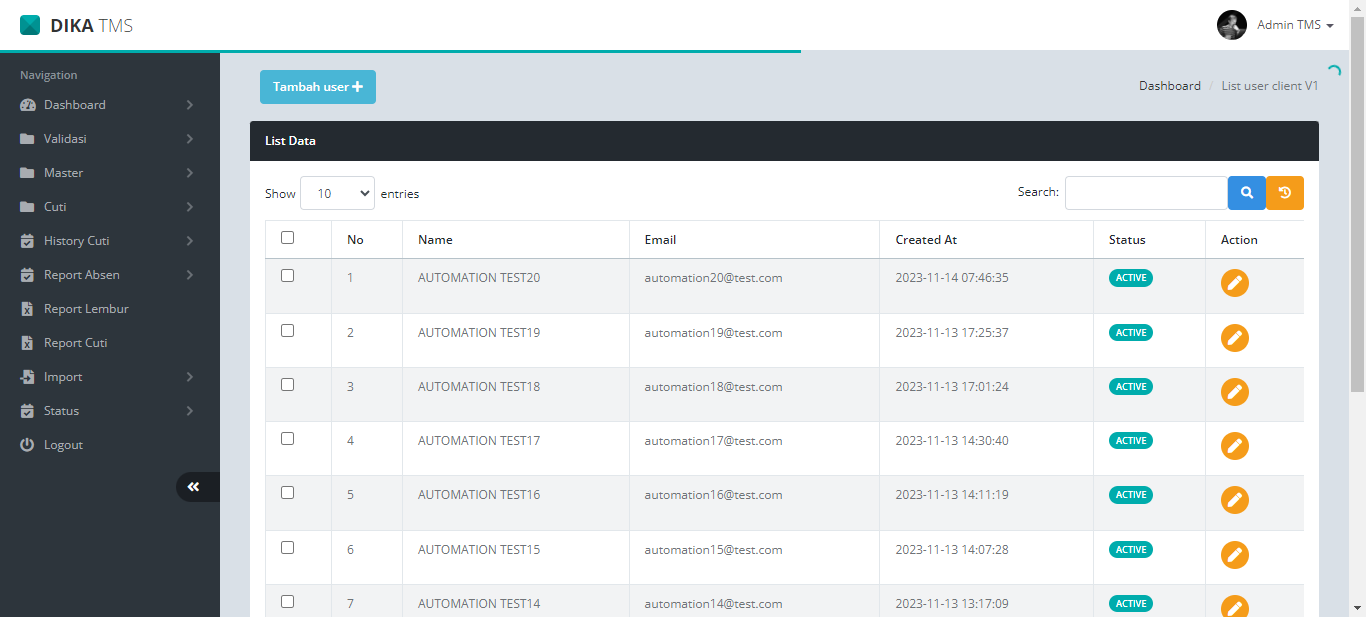 DIKA TMS
Admin TMS
Navigation
Dashboard
Validasi
Master
Cuti
History Cuti
Report Absen
Report Lembur
Report Cuti
Import
Status
Logout
Tambah user
Dashboard / List user client V1
List Data
Show 10 entries
Search:
No Name Email Created At Status Action
1 AUTOMATION TEST20 automation20@test.com 2023-11-14 07:46:35 ACTIVE
2 AUTOMATION TEST19 automation19@test.com 2023-11-13 17:25:37 ACTIVE
3 AUTOMATION TEST18 automation18@test.com 2023-11-13 17:01:24 ACTIVE
4 AUTOMATION TEST17 automation17@test.com 2023-11-13 14:30:40 ACTIVE
5 AUTOMATION TEST16 automation16@test.com 2023-11-13 14:11:19 ACTIVE
6 AUTOMATION TEST15 automation15@test.com 2023-11-13 14:07:28 ACTIVE
7 AUTOMATION TEST14 automation14@test.com 2023-11-13 13:17:09 ACTIVE